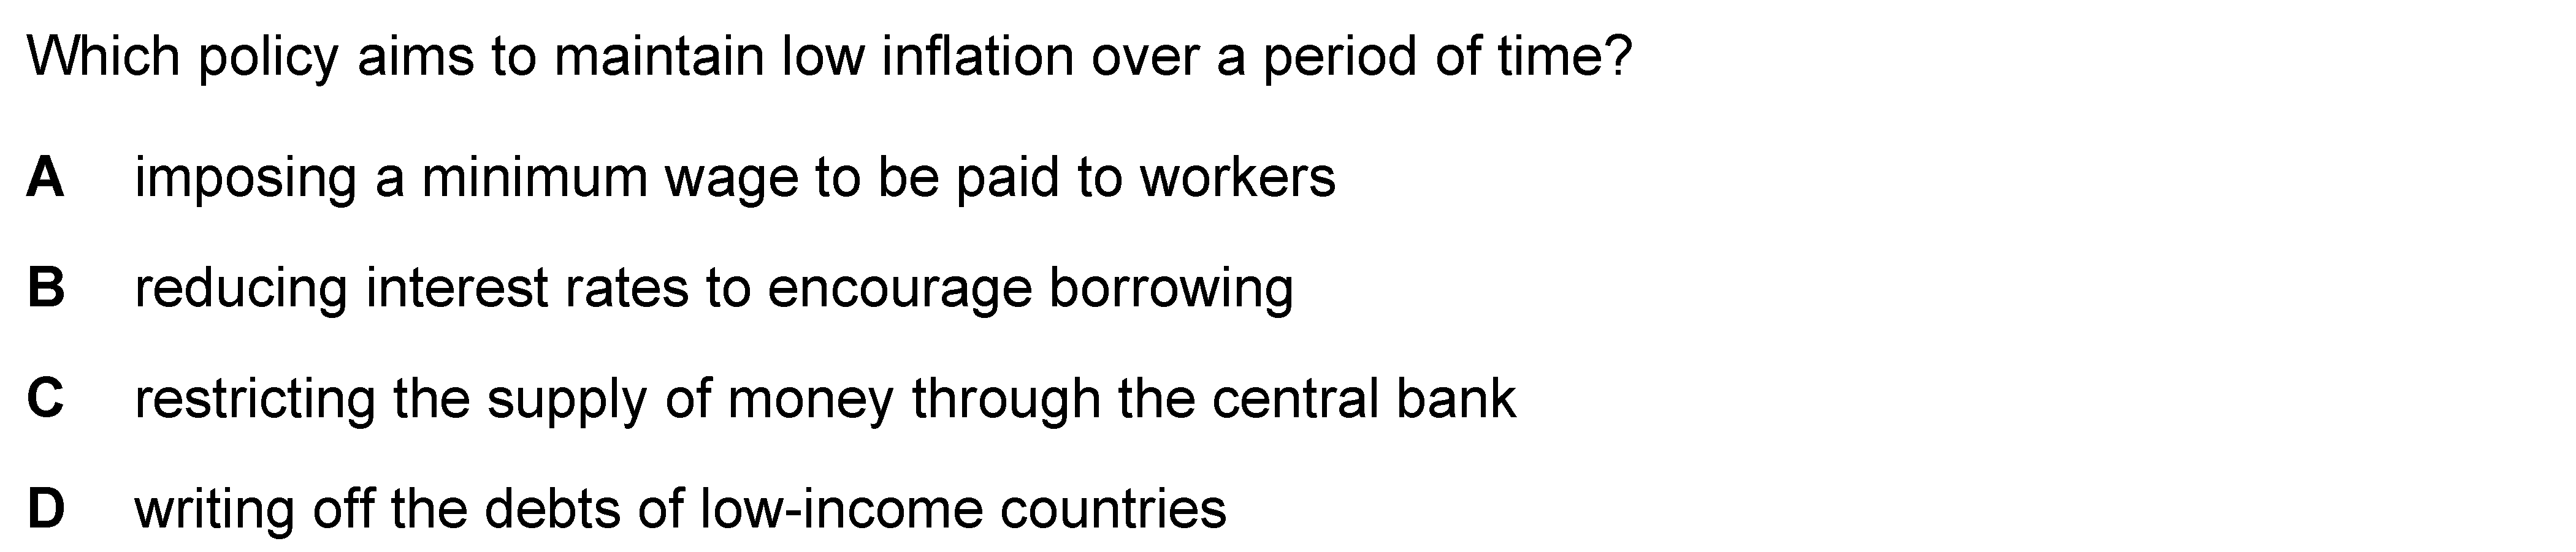 Which policy aims to maintain low inflation over a period of time?
A imposing a minimum wage to be paid to workers
B reducing interest rates to encourage borrowing
C restricting the supply of money through the central bank
D writing off the debts of low-income countries